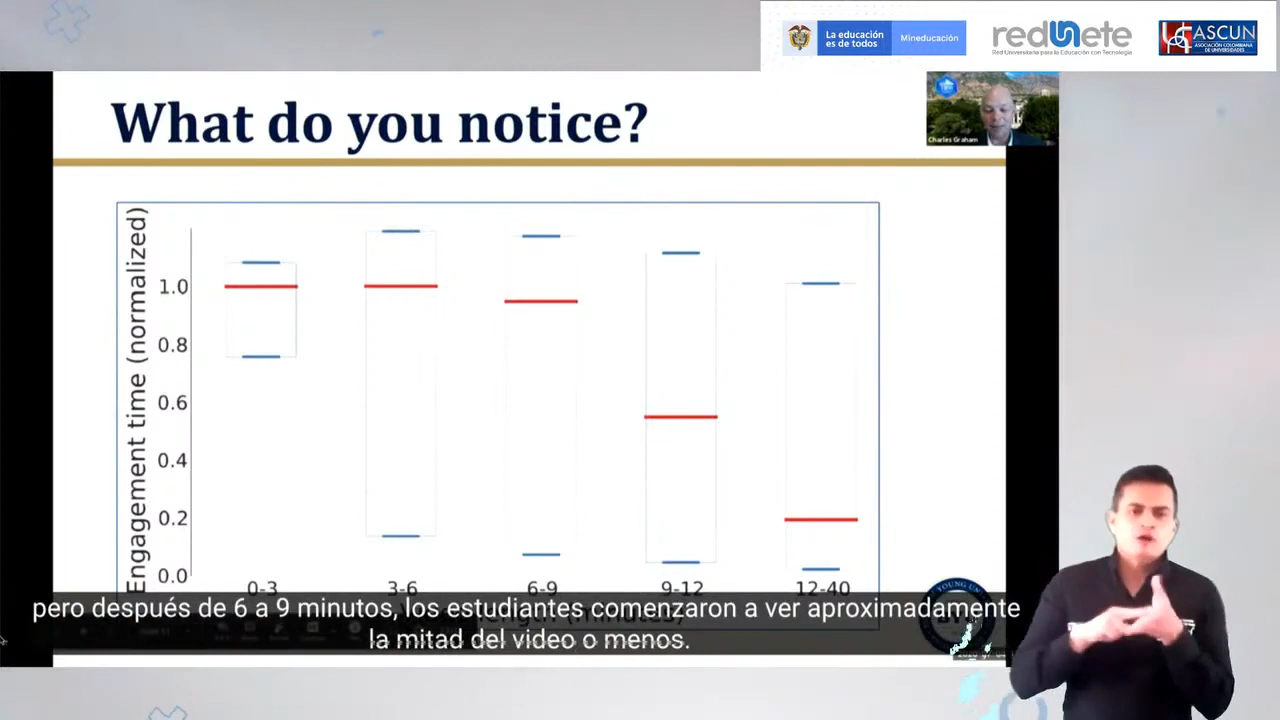 La educación
es de todos
Mineducación
redunete
Red Universitaria para la Educación con Tecnología
ASCUN
ASOCIACIÓN COLOMBIANA
DE UNIVERSIDADES
What do you notice?
Charles Graham
Engagement time (normalized)
1.0
0.8
0.6
0.4
0.2
0.0
0-3
3-6
6-9
9-12
12-40
pero después de 6 a 9 minutos, los estudiantes comenzaron a ver aproximadamente
la mitad del video o menos.